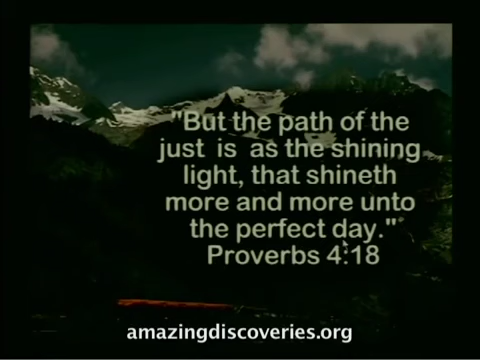 "But the path of the
just is as the shining
light, that shineth
more and more unto
the perfect day."
Proverbs 4:18
amazingdiscoveries.org